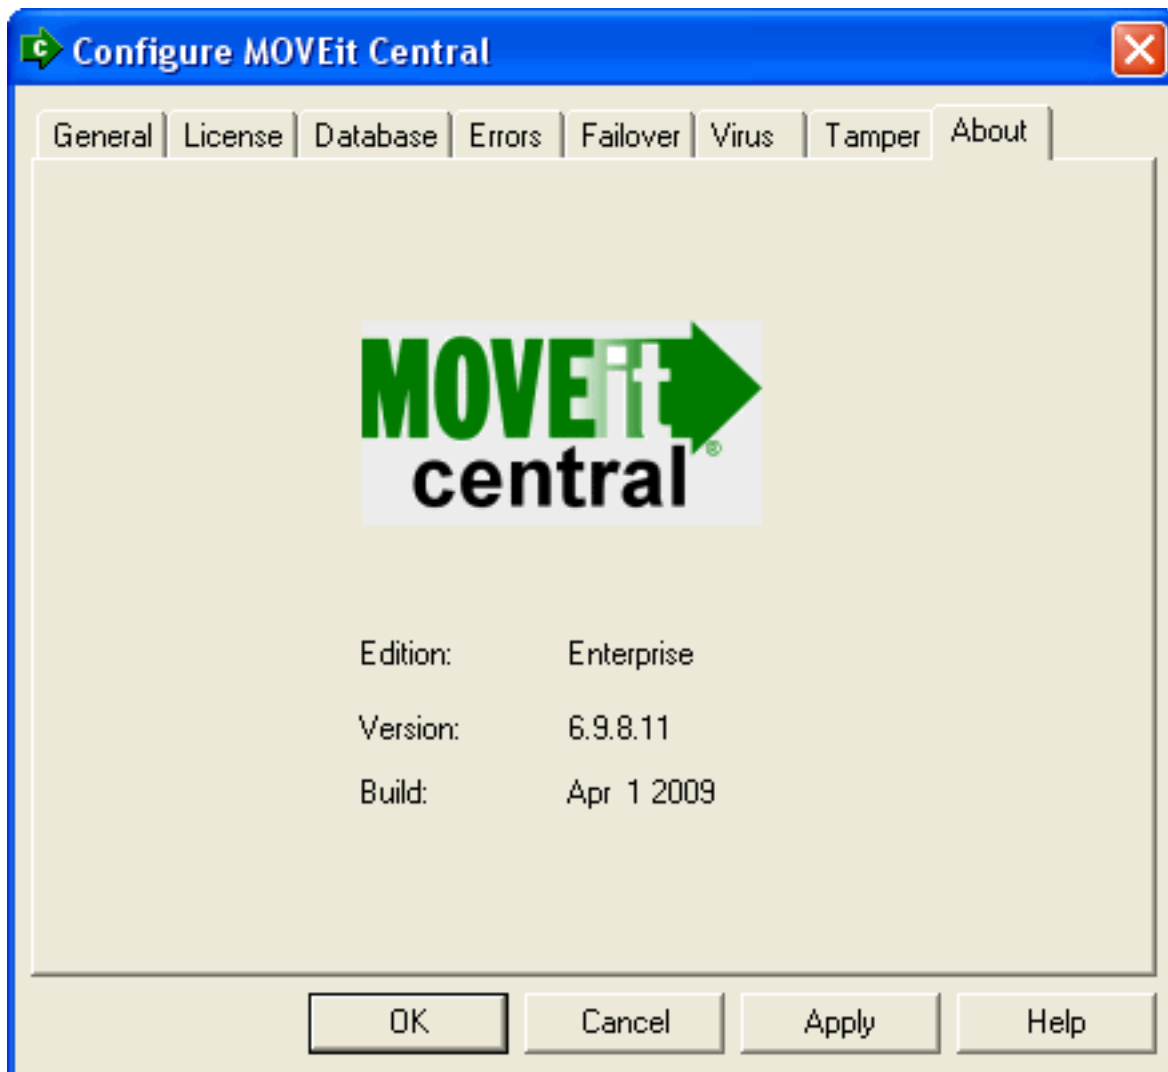 Configure MOVEit Central
General License Database Errors Failover Virus Tamper About
MOVEit
central®
Edition: Enterprise
Version: 6.9.8.11
Build: Apr 1 2009
OK Cancel Apply Help